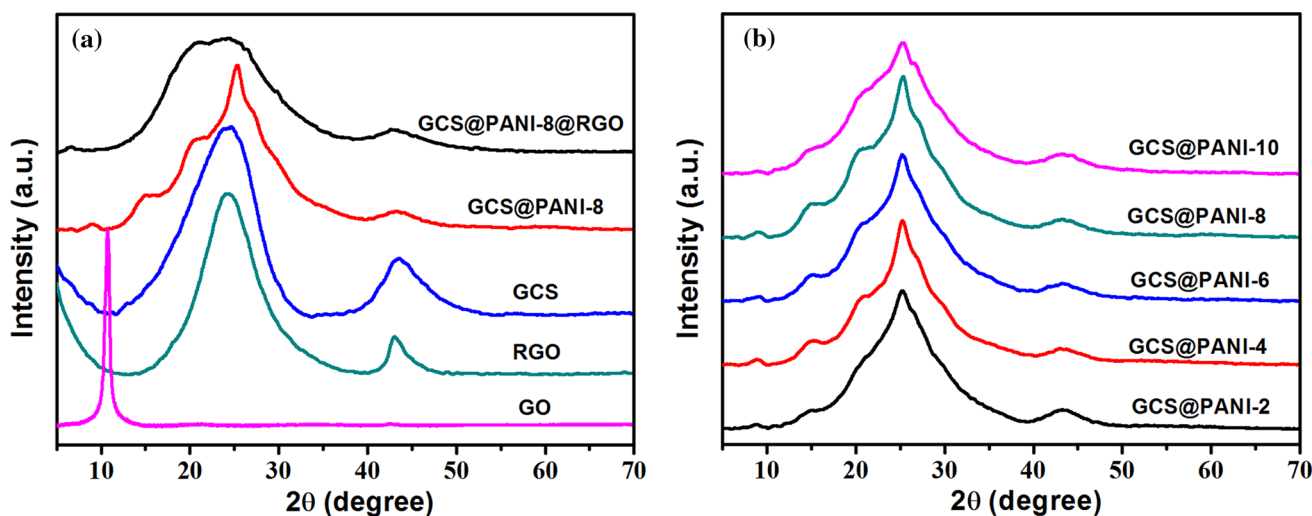 (a)
GCS@PANI-8@RGO
GCS@PANI-8
GCS
RGO
GO
Intensity (a.u.)
10 20 30 40 50 60 70
2θ (degree)
(b)
GCS@PANI-10
GCS@PANI-8
GCS@PANI-6
GCS@PANI-4
GCS@PANI-2
Intensity (a.u.)
10 20 30 40 50 60 70
2θ (degree)